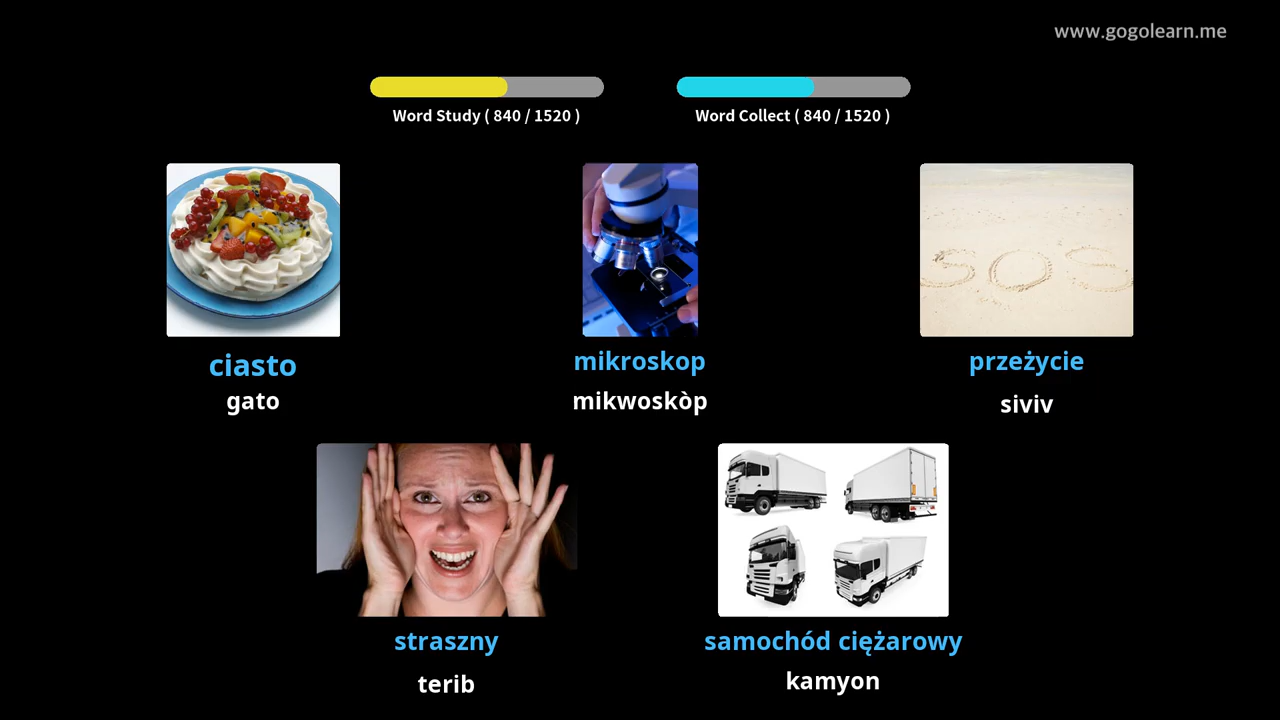 www.gogolearn.me
Word Study ( 840 / 1520 )
Word Collect ( 840 / 1520 )
SOS
ciasto
gato
mikroskop
mikwoskòp
przeżycie
siviv
straszny
terib
samochód ciężarowy
kamyon